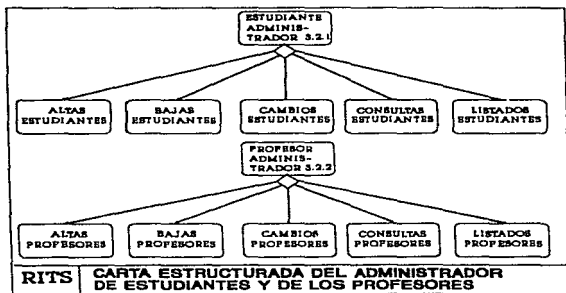 ESTUDIANTE
ADMINIS-
TRADOR 3.2.1
ALTAS
ESTUDIANTES
BAJAS
ESTUDIANTES
CAMBIOS
ESTUDIANTES
CONSULTAS
ESTUDIANTES
LISTADOS
ESTUDIANTES
PROFESOR
ADMINIS-
TRADOR 3.2.2
ALTAS
PROFESORES
BAJAS
PROFESORES
CAMBIOS
PROFESORES
CONSULTAS
PROFESORES
LISTADOS
PROFESORES
RITS
CARTA ESTRUCTURADA DEL ADMINISTRADOR
DE ESTUDIANTES Y DE LOS PROFESORES